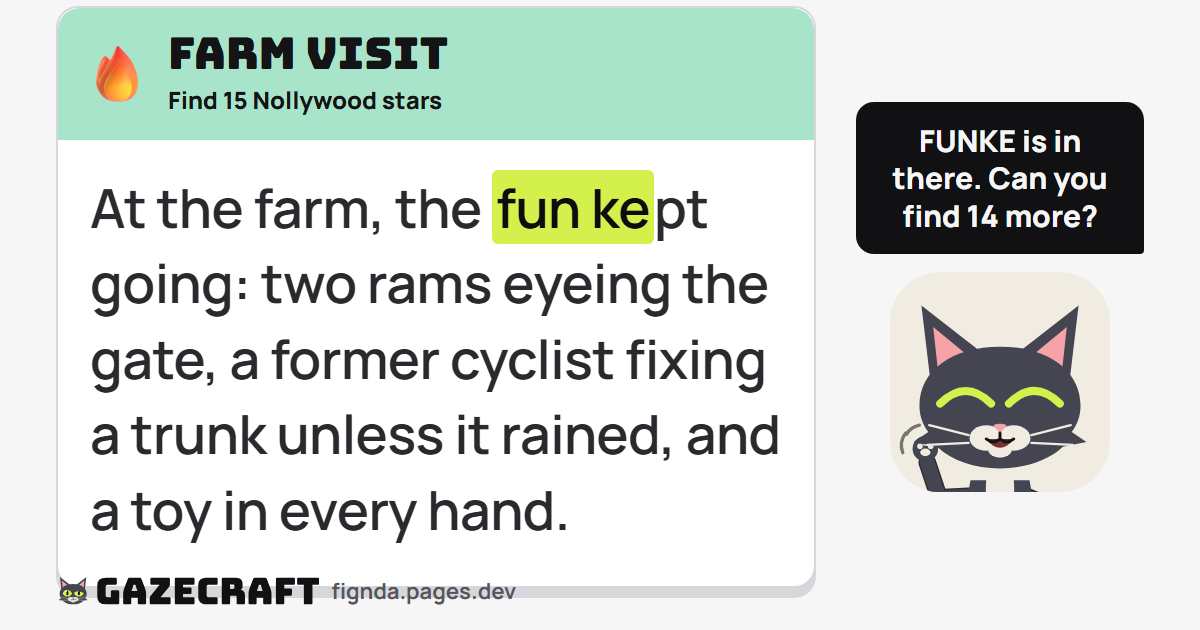 FARM VISIT
Find 15 Nollywood stars
At the farm, the fun kept
going: two rams eyeing the
gate, a former cyclist fixing
a trunk unless it rained, and
a toy in every hand.
FUNKE is in
there. Can you
find 14 more?
GAZECRAFT fignda.pages.dev